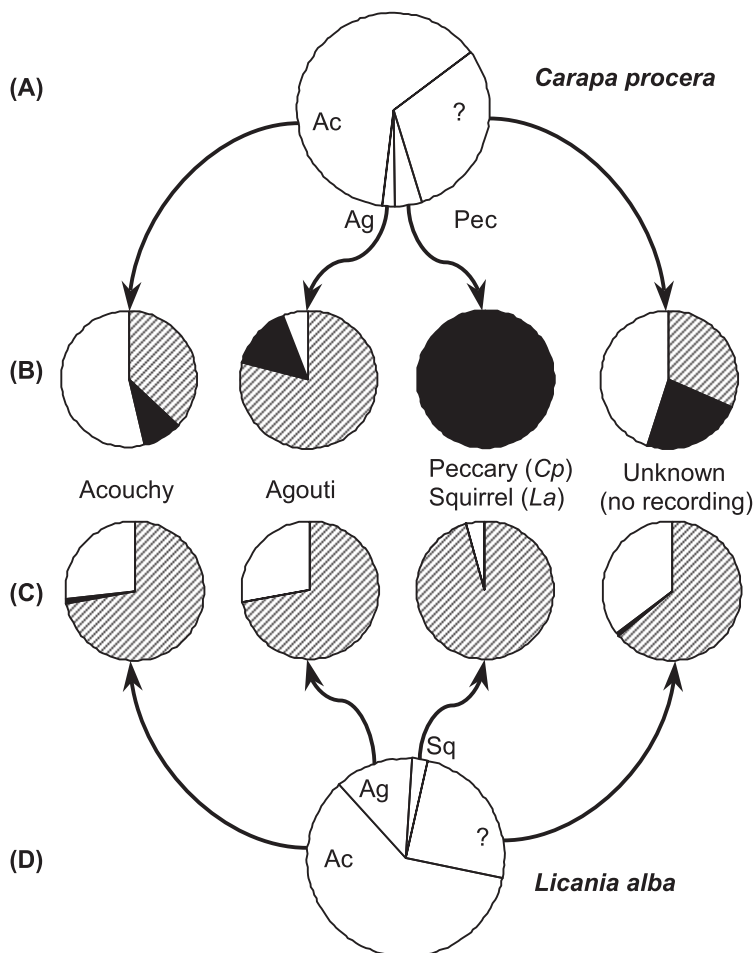 (A)
Carapa procera
Ac
?
Ag
Pec
(B)
Acouchy
Agouti
Peccary (Cp)
Squirrel (La)
Unknown
(no recording)
(C)
Sq
Ag
?
Ac
(D)
Licania alba